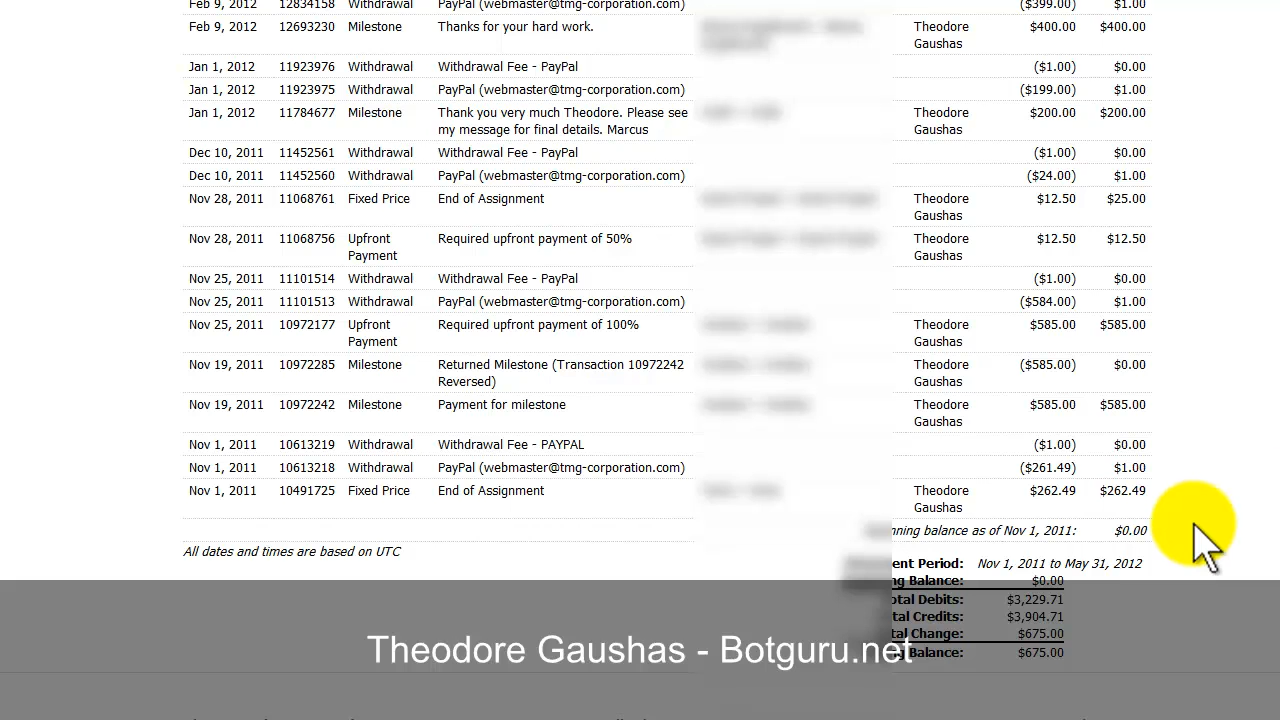 Feb 9, 2012 12834158 Withdrawal PayPal (webmaster@tmg-corporation.com) ($399.00) $1.00
Feb 9, 2012 12693230 Milestone Thanks for your hard work. Theodore $400.00 $400.00
Gaushas
Jan 1, 2012 11923976 Withdrawal Withdrawal Fee - PayPal ($1.00) $0.00
Jan 1, 2012 11923975 Withdrawal PayPal (webmaster@tmg-corporation.com) ($199.00) $1.00
Jan 1, 2012 11784677 Milestone Thank you very much Theodore. Please see Theodore $200.00 $200.00
my message for final details. Marcus Gaushas
Dec 10, 2011 11452561 Withdrawal Withdrawal Fee - PayPal ($1.00) $0.00
Dec 10, 2011 11452560 Withdrawal PayPal (webmaster@tmg-corporation.com) ($24.00) $1.00
Nov 28, 2011 11068761 Fixed Price End of Assignment Theodore $12.50 $25.00
Gaushas
Nov 28, 2011 11068756 Upfront Required upfront payment of 50% Theodore $12.50 $12.50
Payment Gaushas
Nov 25, 2011 11101514 Withdrawal Withdrawal Fee - PayPal ($1.00) $0.00
Nov 25, 2011 11101513 Withdrawal PayPal (webmaster@tmg-corporation.com) ($584.00) $1.00
Nov 25, 2011 10972177 Upfront Required upfront payment of 100% Theodore $585.00 $585.00
Payment Gaushas
Nov 19, 2011 10972285 Milestone Returned Milestone (Transaction 10972242 Theodore ($585.00) $0.00
Reversed) Gaushas
Nov 19, 2011 10972242 Milestone Payment for milestone Theodore $585.00 $585.00
Gaushas
Nov 1, 2011 10613219 Withdrawal Withdrawal Fee - PAYPAL ($1.00) $0.00
Nov 1, 2011 10613218 Withdrawal PayPal (webmaster@tmg-corporation.com) ($261.49) $1.00
Nov 1, 2011 10491725 Fixed Price End of Assignment Theodore $262.49 $262.49
Gaushas
balance as of Nov 1, 2011: $0.00
All dates and times are based on UTC
Period: Nov 1, 2011 to May 31, 2012
Balance: $0.00
Debits: $3,229.71
Credits: $3,904.71
Change: $675.00
Balance: $675.00
Theodore Gaushas - Botguru.net